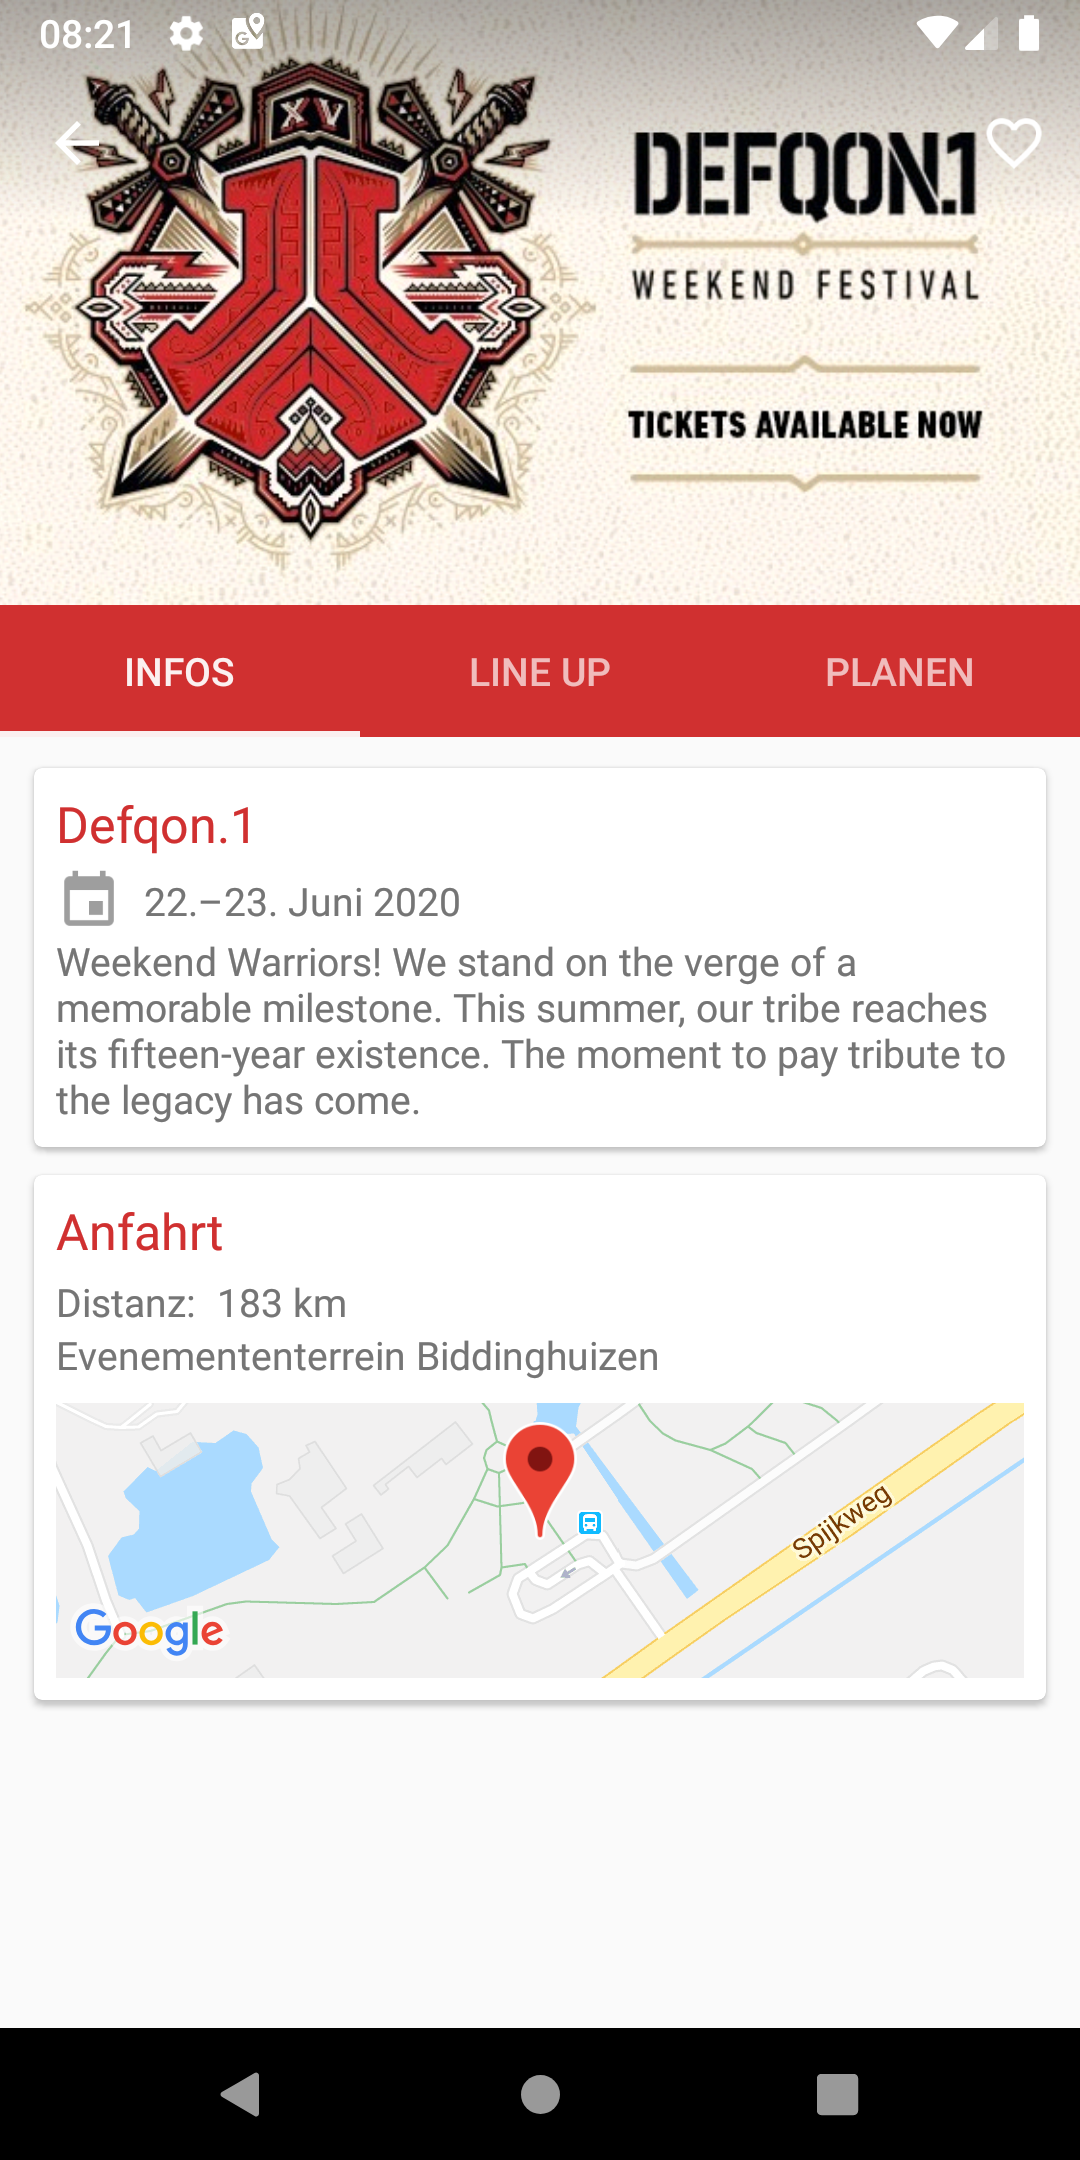 08:21
XV
DEFQON.1
WEEKEND FESTIVAL
TICKETS AVAILABLE NOW
INFOS
LINE UP
PLANEN
Defqon.1
22.–23. Juni 2020
Weekend Warriors! We stand on the verge of a
memorable milestone. This summer, our tribe reaches
its fifteen-year existence. The moment to pay tribute to
the legacy has come.
Anfahrt
Distanz: 183 km
Evenemententerrein Biddinghuizen
Spijkweg
Google